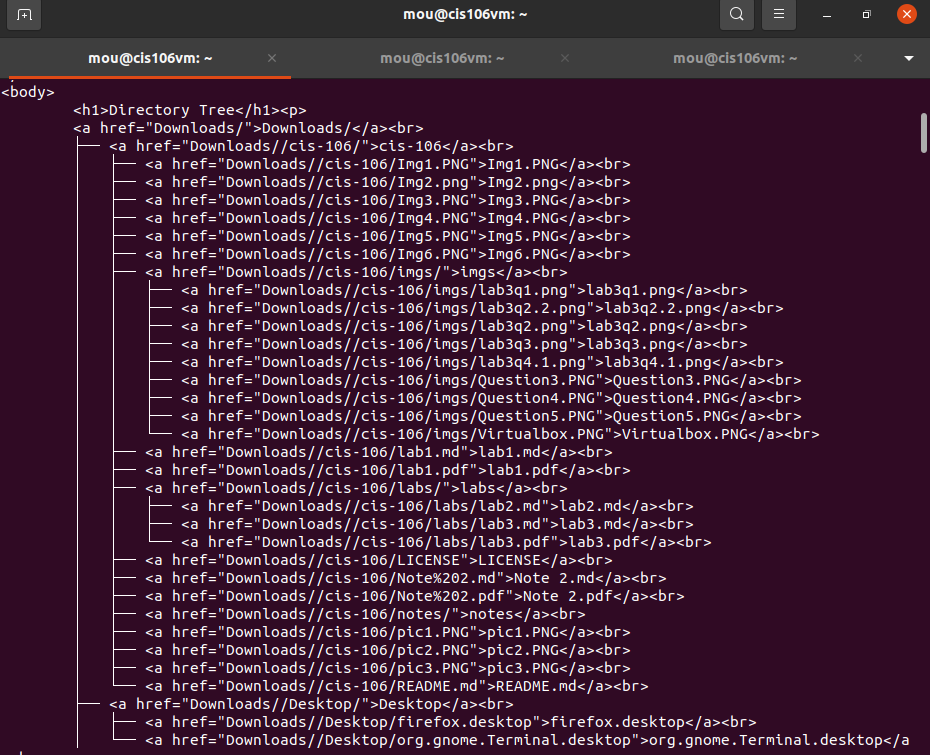 mou@cis106vm: ~
mou@cis106vm: ~ × mou@cis106vm: ~ × mou@cis106vm: ~ ×
<body>
<h1>Directory Tree</h1><p>
<a href="Downloads/">Downloads/</a><br>
├── <a href="Downloads//cis-106/">cis-106</a><br>
│   ├── <a href="Downloads//cis-106/Img1.PNG">Img1.PNG</a><br>
│   ├── <a href="Downloads//cis-106/Img2.png">Img2.png</a><br>
│   ├── <a href="Downloads//cis-106/Img3.PNG">Img3.PNG</a><br>
│   ├── <a href="Downloads//cis-106/Img4.PNG">Img4.PNG</a><br>
│   ├── <a href="Downloads//cis-106/Img5.PNG">Img5.PNG</a><br>
│   ├── <a href="Downloads//cis-106/Img6.PNG">Img6.PNG</a><br>
│   ├── <a href="Downloads//cis-106/imgs/">imgs</a><br>
│   │   ├── <a href="Downloads//cis-106/imgs/lab3q1.png">lab3q1.png</a><br>
│   │   ├── <a href="Downloads//cis-106/imgs/lab3q2.2.png">lab3q2.2.png</a><br>
│   │   ├── <a href="Downloads//cis-106/imgs/lab3q2.png">lab3q2.png</a><br>
│   │   ├── <a href="Downloads//cis-106/imgs/lab3q3.png">lab3q3.png</a><br>
│   │   ├── <a href="Downloads//cis-106/imgs/lab3q4.1.png">lab3q4.1.png</a><br>
│   │   ├── <a href="Downloads//cis-106/imgs/Question3.PNG">Question3.PNG</a><br>
│   │   ├── <a href="Downloads//cis-106/imgs/Question4.PNG">Question4.PNG</a><br>
│   │   ├── <a href="Downloads//cis-106/imgs/Question5.PNG">Question5.PNG</a><br>
│   │   └── <a href="Downloads//cis-106/imgs/Virtualbox.PNG">Virtualbox.PNG</a><br>
│   ├── <a href="Downloads//cis-106/lab1.md">lab1.md</a><br>
│   ├── <a href="Downloads//cis-106/lab1.pdf">lab1.pdf</a><br>
│   ├── <a href="Downloads//cis-106/labs/">labs</a><br>
│   │   ├── <a href="Downloads//cis-106/labs/lab2.md">lab2.md</a><br>
│   │   ├── <a href="Downloads//cis-106/labs/lab3.md">lab3.md</a><br>
│   │   └── <a href="Downloads//cis-106/labs/lab3.pdf">lab3.pdf</a><br>
│   ├── <a href="Downloads//cis-106/LICENSE">LICENSE</a><br>
│   ├── <a href="Downloads//cis-106/Note%202.md">Note 2.md</a><br>
│   ├── <a href="Downloads//cis-106/Note%202.pdf">Note 2.pdf</a><br>
│   ├── <a href="Downloads//cis-106/notes/">notes</a><br>
│   ├── <a href="Downloads//cis-106/pic1.PNG">pic1.PNG</a><br>
│   ├── <a href="Downloads//cis-106/pic2.PNG">pic2.PNG</a><br>
│   ├── <a href="Downloads//cis-106/pic3.PNG">pic3.PNG</a><br>
│   └── <a href="Downloads//cis-106/README.md">README.md</a><br>
├── <a href="Downloads//Desktop/">Desktop</a><br>
│   ├── <a href="Downloads//Desktop/firefox.desktop">firefox.desktop</a><br>
│   └── <a href="Downloads//Desktop/org.gnome.Terminal.desktop">org.gnome.Terminal.desktop</a